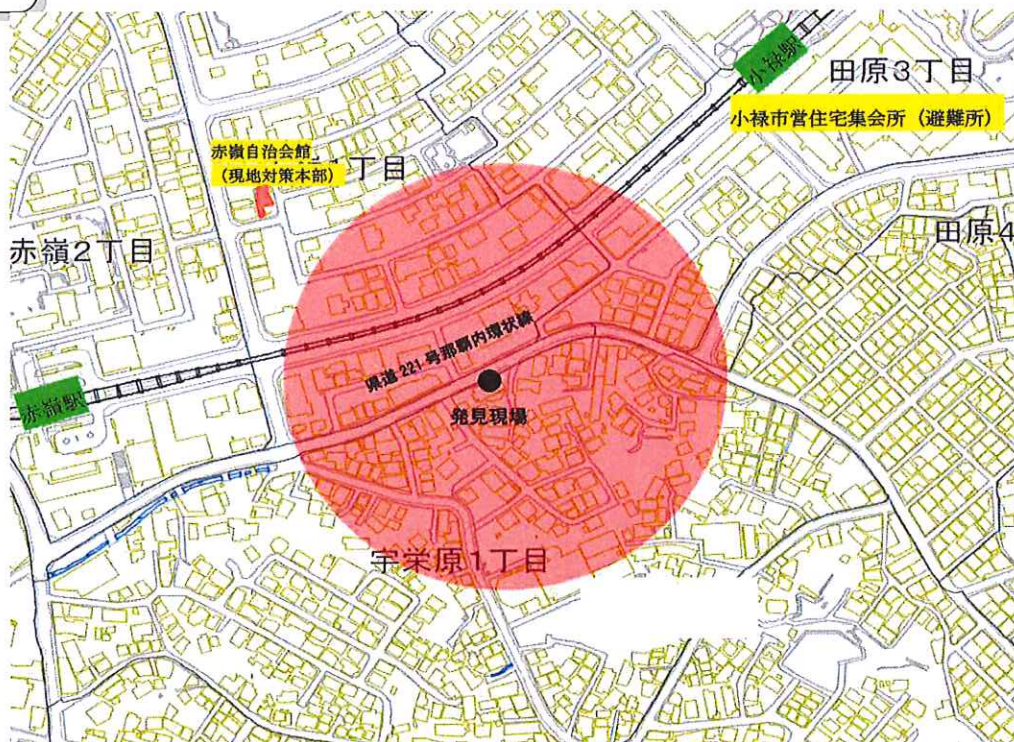 小禄駅
田原3丁目
小禄市営住宅集会所（避難所）
赤嶺自治会館
（現地対策本部）
1丁目
赤嶺2丁目
田原4
県道221号那覇内環状線
赤嶺駅
発見現場
宇栄原1丁目